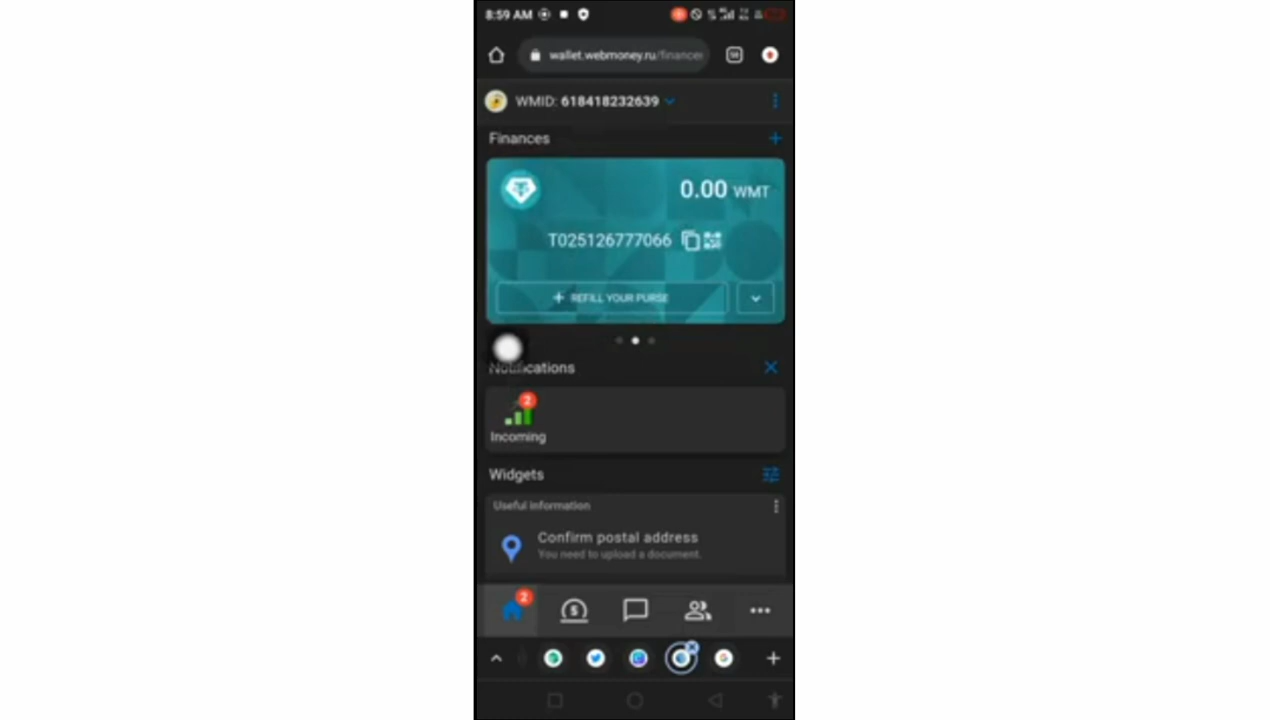 8:59 AM
wallet.webmoney.ru/finances
WMID: 618418232639
Finances
0.00 WMT
T025126777066
+ REFILL YOUR PURSE
Notifications
2
Incoming
Widgets
Useful information
Confirm postal address
You need to upload a document.
2